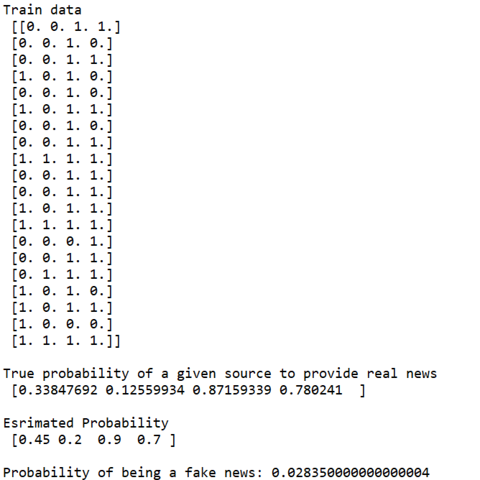 Train data
[[0. 0. 1. 1.]
[0. 0. 1. 0.]
[0. 0. 1. 1.]
[1. 0. 1. 0.]
[0. 0. 1. 0.]
[1. 0. 1. 1.]
[0. 0. 1. 0.]
[0. 0. 1. 1.]
[1. 1. 1. 1.]
[0. 0. 1. 1.]
[0. 0. 1. 1.]
[1. 0. 1. 1.]
[1. 1. 1. 1.]
[0. 0. 0. 1.]
[0. 0. 1. 1.]
[0. 1. 1. 1.]
[1. 0. 1. 0.]
[1. 0. 1. 1.]
[1. 0. 0. 0.]
[1. 1. 1. 1.]]
True probability of a given source to provide real news
[0.33847692 0.12559934 0.87159339 0.780241  ]
Esrimated Probability
[0.45 0.2  0.9  0.7 ]
Probability of being a fake news: 0.028350000000000004